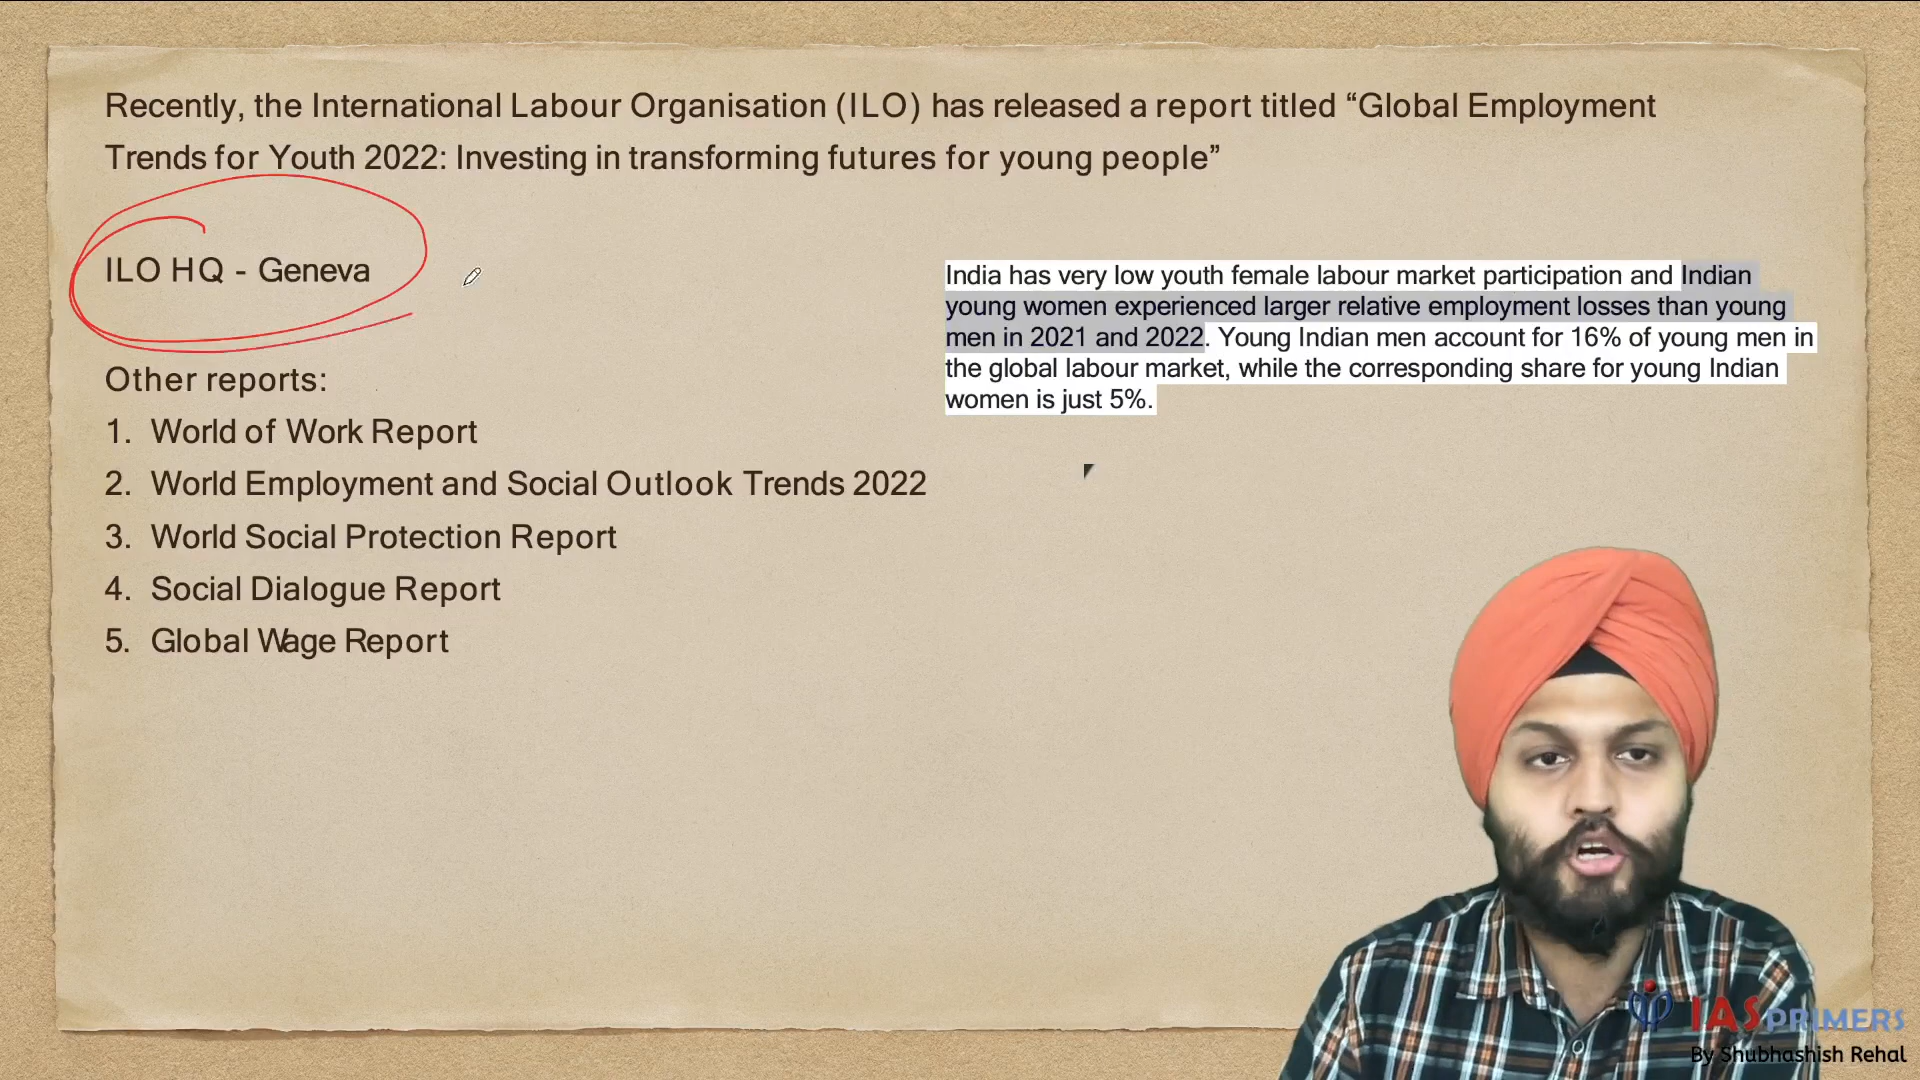 Recently, the International Labour Organisation (ILO) has released a report titled “Global Employment
Trends for Youth 2022: Investing in transforming futures for young people”
ILO HQ - Geneva
Other reports:
1. World of Work Report
2. World Employment and Social Outlook Trends 2022
3. World Social Protection Report
4. Social Dialogue Report
5. Global Wage Report
India has very low youth female labour market participation and Indian
young women experienced larger relative employment losses than young
men in 2021 and 2022. Young Indian men account for 16% of young men in
the global labour market, while the corresponding share for young Indian
women is just 5%.
IAS PRIMERS
By Shubhashish Rehal